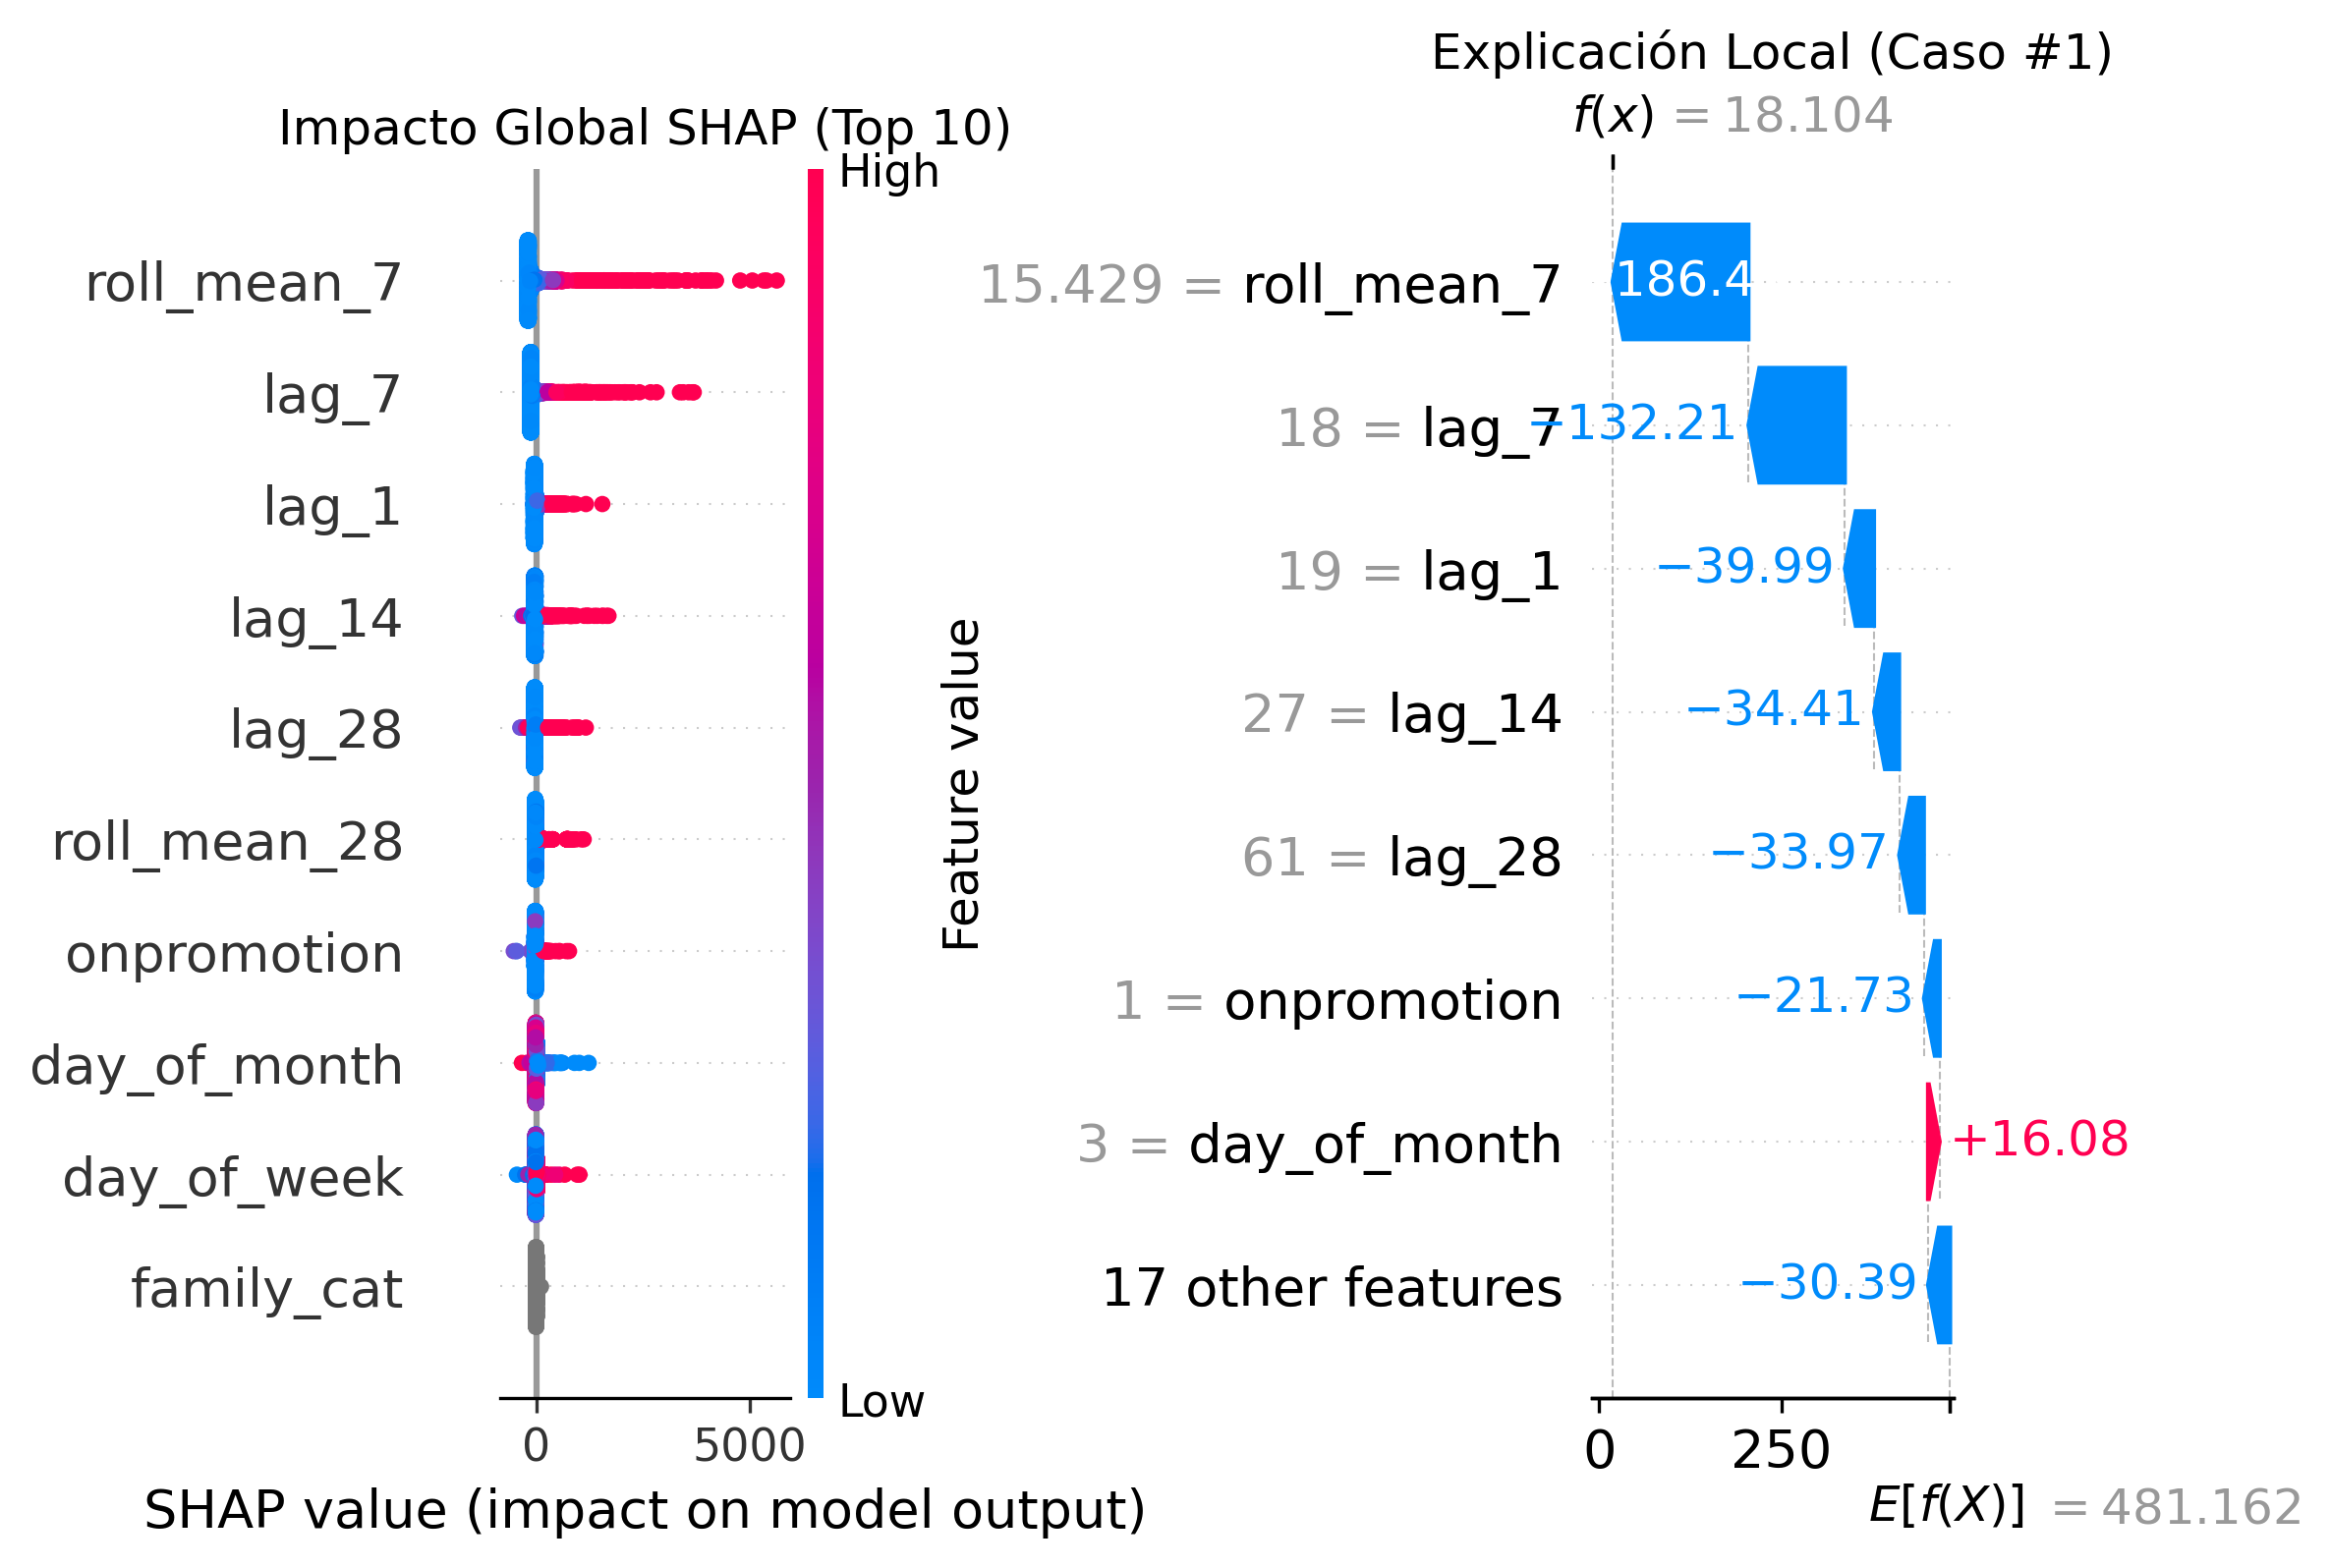 Impacto Global SHAP (Top 10)
High
roll_mean_7
lag_7
lag_1
lag_14
lag_28
roll_mean_28
onpromotion
day_of_month
day_of_week
family_cat
Low
Feature value
0 5000
SHAP value (impact on model output)
Explicación Local (Caso #1)
f(x) = 18.104
15.429 = roll_mean_7 186.4
18 = lag_7 −132.21
19 = lag_1 −39.99
27 = lag_14 −34.41
61 = lag_28 −33.97
1 = onpromotion −21.73
3 = day_of_month +16.08
17 other features −30.39
0 250
E[f(X)] = 481.162